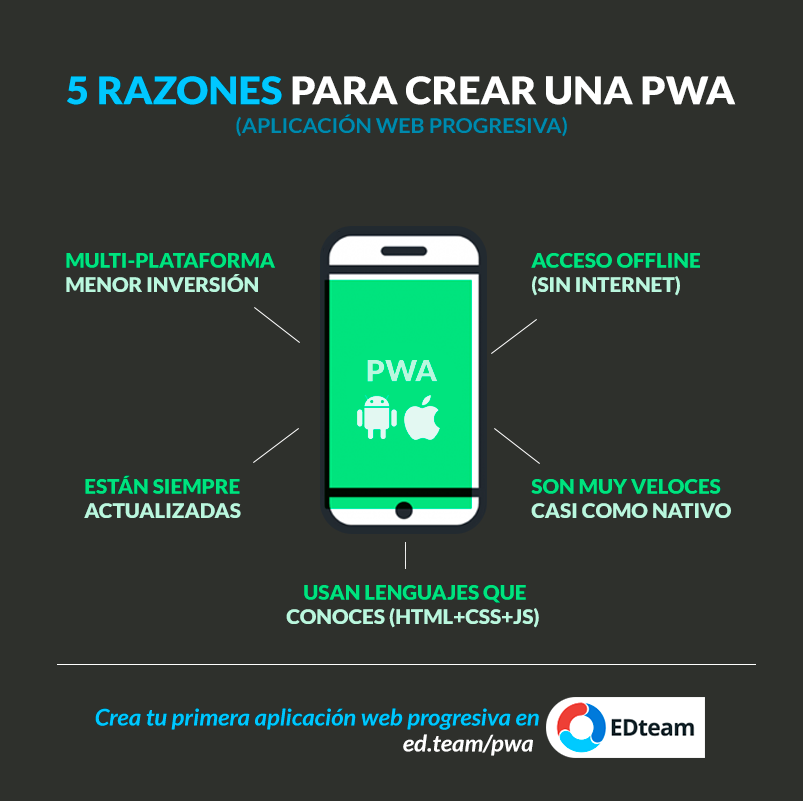 5 RAZONES PARA CREAR UNA PWA
(APLICACIÓN WEB PROGRESIVA)
MULTI-PLATAFORMA
MENOR INVERSIÓN
ACCESO OFFLINE
(SIN INTERNET)
PWA
ESTÁN SIEMPRE
ACTUALIZADAS
SON MUY VELOCES
CASI COMO NATIVO
USAN LENGUAJES QUE
CONOCES (HTML+CSS+JS)
Crea tu primera aplicación web progresiva en
ed.team/pwa
EDteam